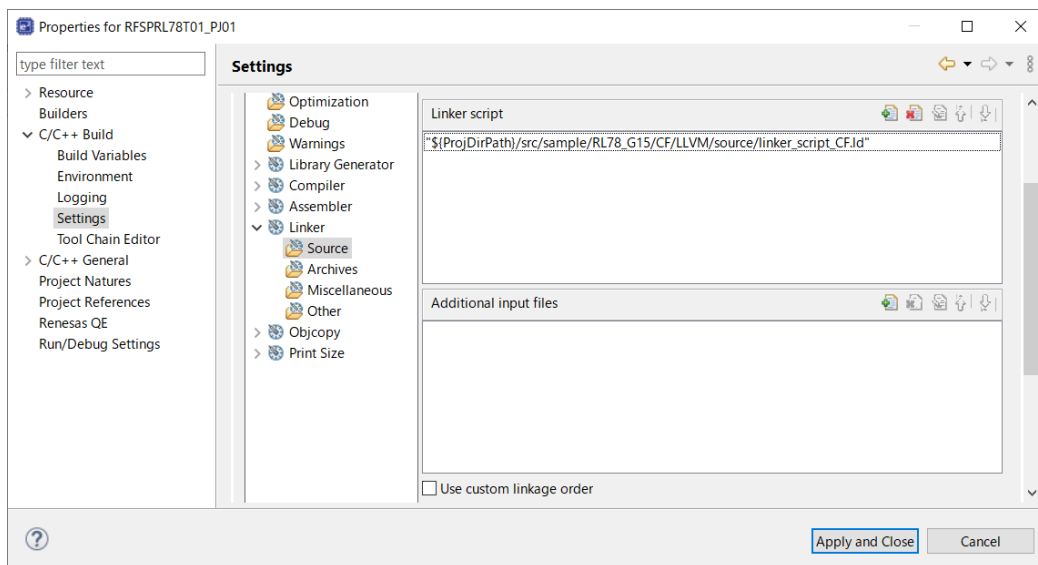 Properties for RFSPRL78T01_PJ01
type filter text
Resource
Builders
C/C++ Build
Build Variables
Environment
Logging
Settings
Tool Chain Editor
C/C++ General
Project Natures
Project References
Renesas QE
Run/Debug Settings
Settings
Optimization
Debug
Warnings
Library Generator
Compiler
Assembler
Linker
Source
Archives
Miscellaneous
Other
Objcopy
Print Size
Linker script
"${ProjDirPath}/src/sample/RL78_G15/CF/LLVM/source/linker_script_CF.ld"
Additional input files
Use custom linkage order
Apply and Close
Cancel